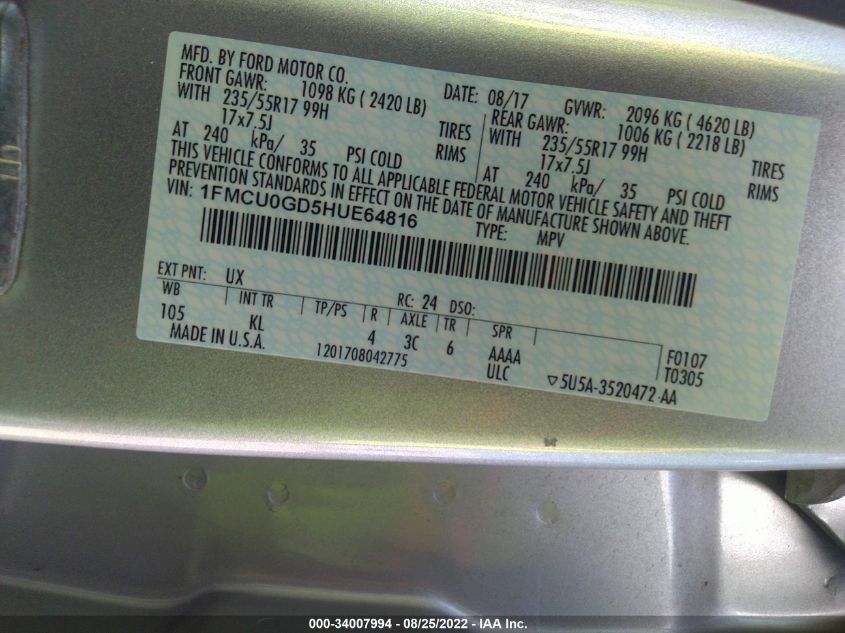 MFD. BY FORD MOTOR CO.
DATE: 08/17 GVWR: 2096 KG ( 4620 LB)
FRONT GAWR: 1098 KG ( 2420 LB)
WITH 235/55R17 99H TIRES
17x7.5J RIMS
AT 240 kPa/ 35 PSI COLD
REAR GAWR: 1006 KG ( 2218 LB)
WITH 235/55R17 99H TIRES
17x7.5J RIMS
AT 240 kPa/ 35 PSI COLD
THIS VEHICLE CONFORMS TO ALL APPLICABLE FEDERAL MOTOR VEHICLE SAFETY AND THEFT
PREVENTION STANDARDS IN EFFECT ON THE DATE OF MANUFACTURE SHOWN ABOVE.
VIN: 1FMCU0GD5HUE64816 TYPE: MPV
EXT PNT: UX RC: 24 DSO:
WB INT TR TP/PS R AXLE TR SPR
105 KL 4 3C 6 AAAA F0107
MADE IN U.S.A. 1201708042775 ULC T0305
▽5U5A-3520472-AA
000-34007994 - 08/25/2022 - IAA Inc.